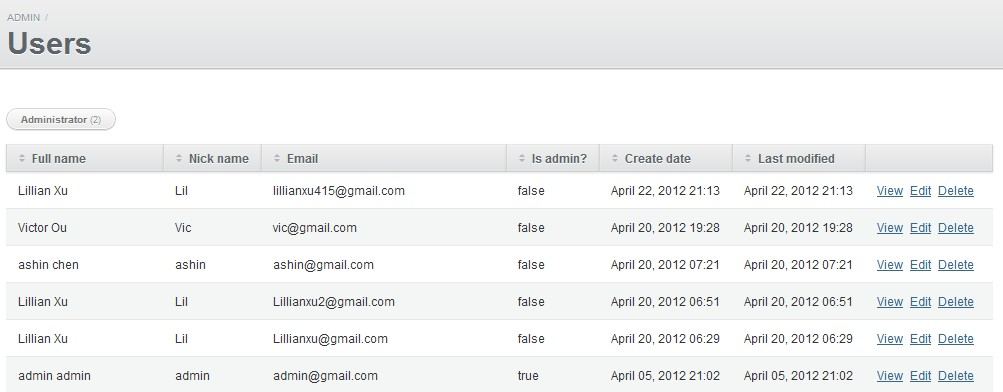 ADMIN /
Users
Administrator (2)
Full name Nick name Email Is admin? Create date Last modified
Lillian Xu Lil lillianxu415@gmail.com false April 22, 2012 21:13 April 22, 2012 21:13 View Edit Delete
Victor Ou Vic vic@gmail.com false April 20, 2012 19:28 April 20, 2012 19:28 View Edit Delete
ashin chen ashin ashin@gmail.com false April 20, 2012 07:21 April 20, 2012 07:21 View Edit Delete
Lillian Xu Lil Lillianxu2@gmail.com false April 20, 2012 06:51 April 20, 2012 06:51 View Edit Delete
Lillian Xu Lil Lillianxu@gmail.com false April 20, 2012 06:29 April 20, 2012 06:29 View Edit Delete
admin admin admin admin@gmail.com true April 05, 2012 21:02 April 05, 2012 21:02 View Edit Delete